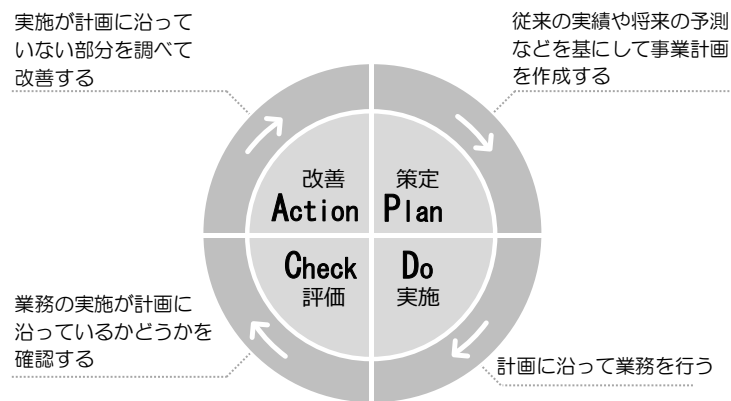 実施が計画に沿って
いない部分を調べて
改善する
従来の実績や将来の予測
などを基にして事業計画
を作成する
改善
Action
策定
Plan
Check
評価
Do
実施
業務の実施が計画に
沿っているかどうかを
確認する
計画に沿って業務を行う